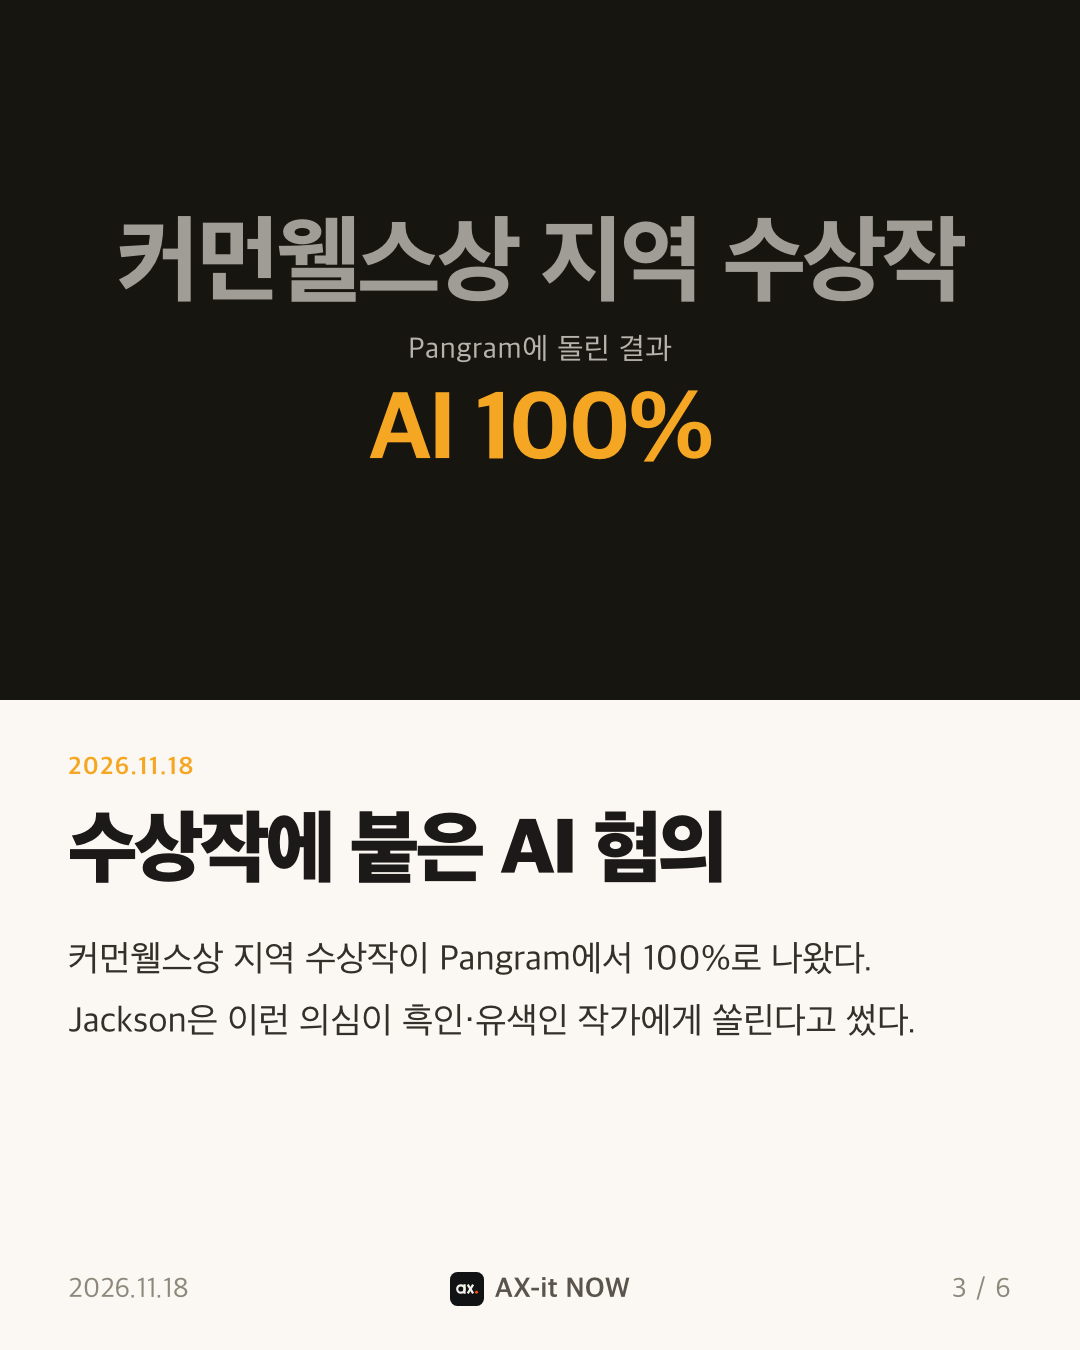 커먼웰스상 지역 수상작
Pangram에 돌린 결과
AI 100%
2026.11.18
수상작에 붙은 AI 혐의
커먼웰스상 지역 수상작이 Pangram에서 100%로 나왔다.
Jackson은 이런 의심이 흑인·유색인 작가에게 쏠린다고 썼다.
2026.11.18
ax.
AX-it NOW
3 / 6